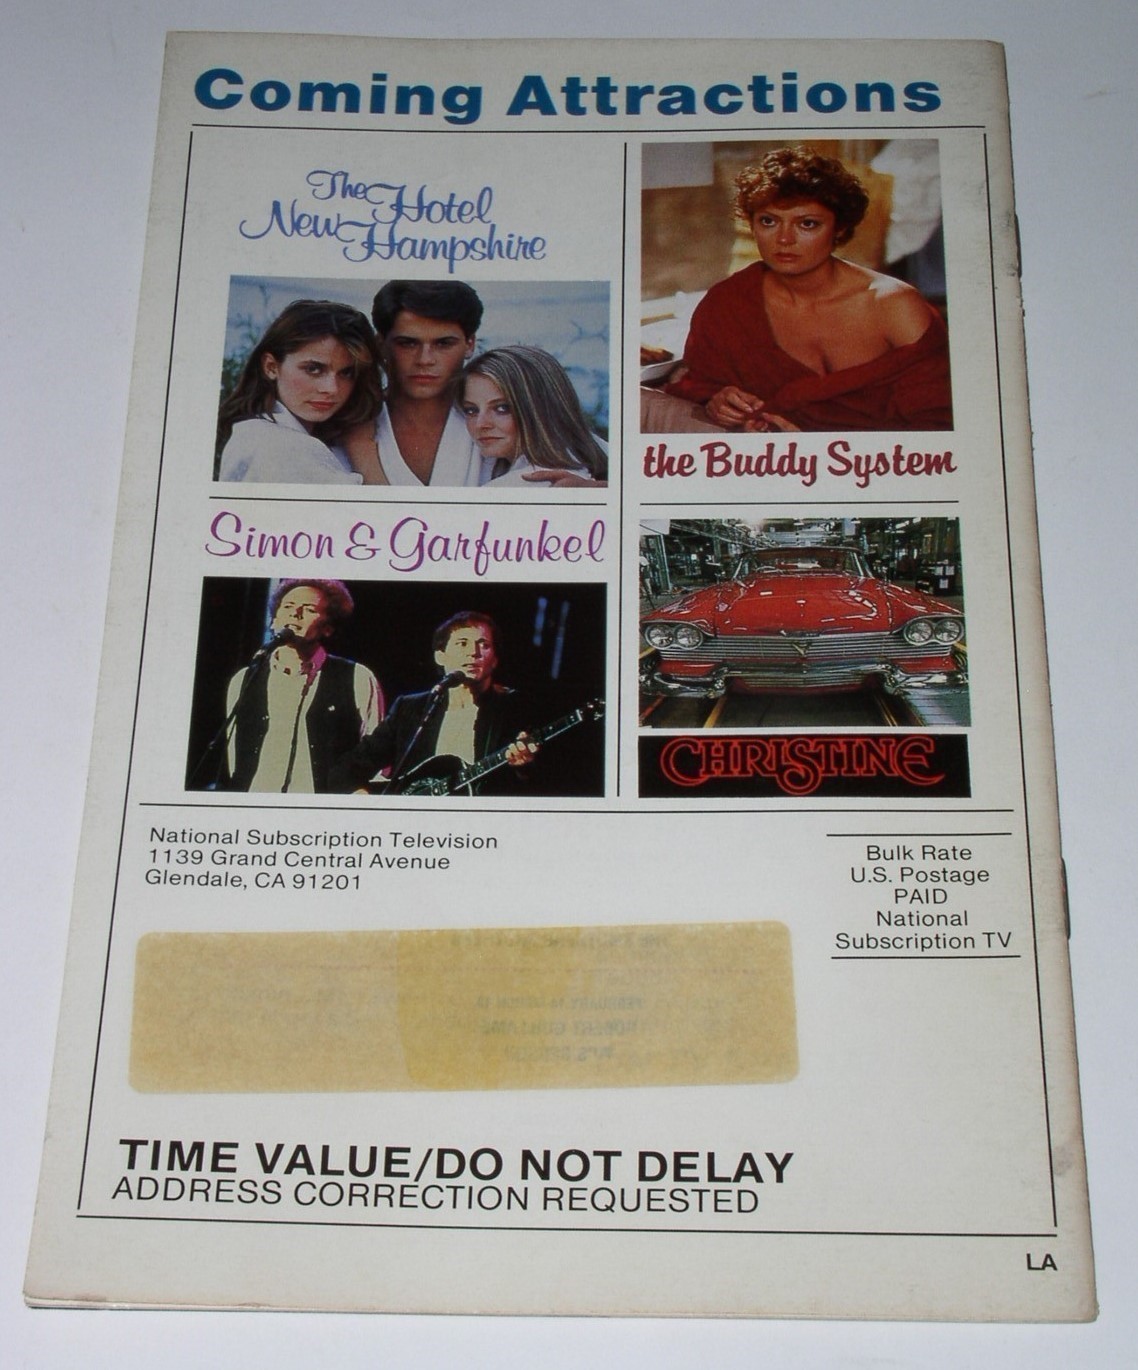 Coming Attractions
The Hotel
New Hampshire
the Buddy System
Simon & Garfunkel
CHRISTINE
National Subscription Television
1139 Grand Central Avenue
Glendale, CA 91201
Bulk Rate
U.S. Postage
PAID
National
Subscription TV
TIME VALUE/DO NOT DELAY
ADDRESS CORRECTION REQUESTED
LA